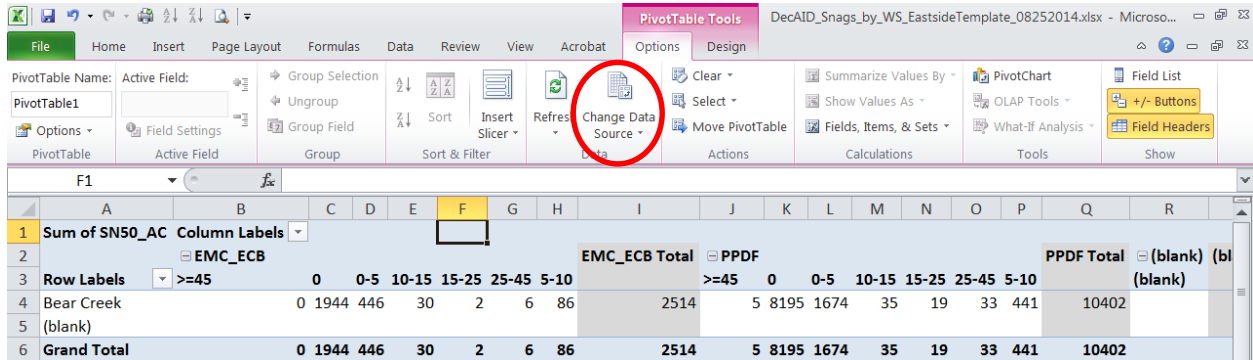 PivotTable Tools DecAID_Snags_by_WS_EastsideTemplate_08252014.xlsx - Microso...
File Home Insert Page Layout Formulas Data Review View Acrobat Options Design
PivotTable Name: Active Field: Group Selection Clear Summarize Values By PivotChart Field List
PivotTable1 Ungroup Select Show Values As OLAP Tools +/- Buttons
Options Field Settings Group Field Sort Insert Slicer Refres Change Data Source Move PivotTable Fields, Items, & Sets What-If Analysis Field Headers
PivotTable Active Field Group Sort & Filter Data Actions Calculations Tools Show
F1 fx
A B C D E F G H I J K L M N O P Q R
1 Sum of SN50_AC Column Labels
2 EMC_ECB EMC_ECB Total PPDF PPDF Total (blank) (bl
3 Row Labels >=45 0 0-5 10-15 15-25 25-45 5-10 >=45 0 0-5 10-15 15-25 25-45 5-10 (blank)
4 Bear Creek 0 1944 446 30 2 6 86 2514 5 8195 1674 35 19 33 441 10402
5 (blank)
6 Grand Total 0 1944 446 30 2 6 86 2514 5 8195 1674 35 19 33 441 10402